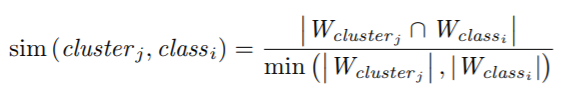 sim (cluster_j, class_i) = |W_{cluster_j} ∩ W_{class_i}| / min (|W_{cluster_j}|, |W_{class_i}|)